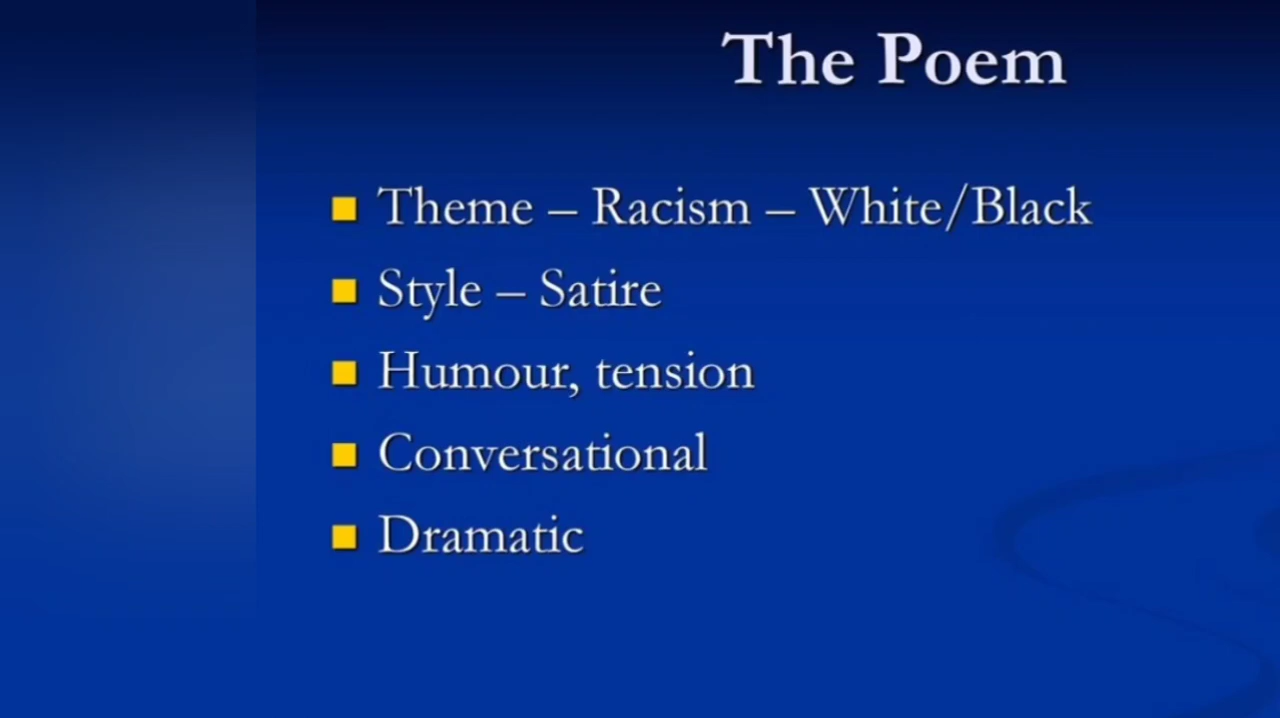 The Poem
Theme – Racism – White/Black
Style – Satire
Humour, tension
Conversational
Dramatic